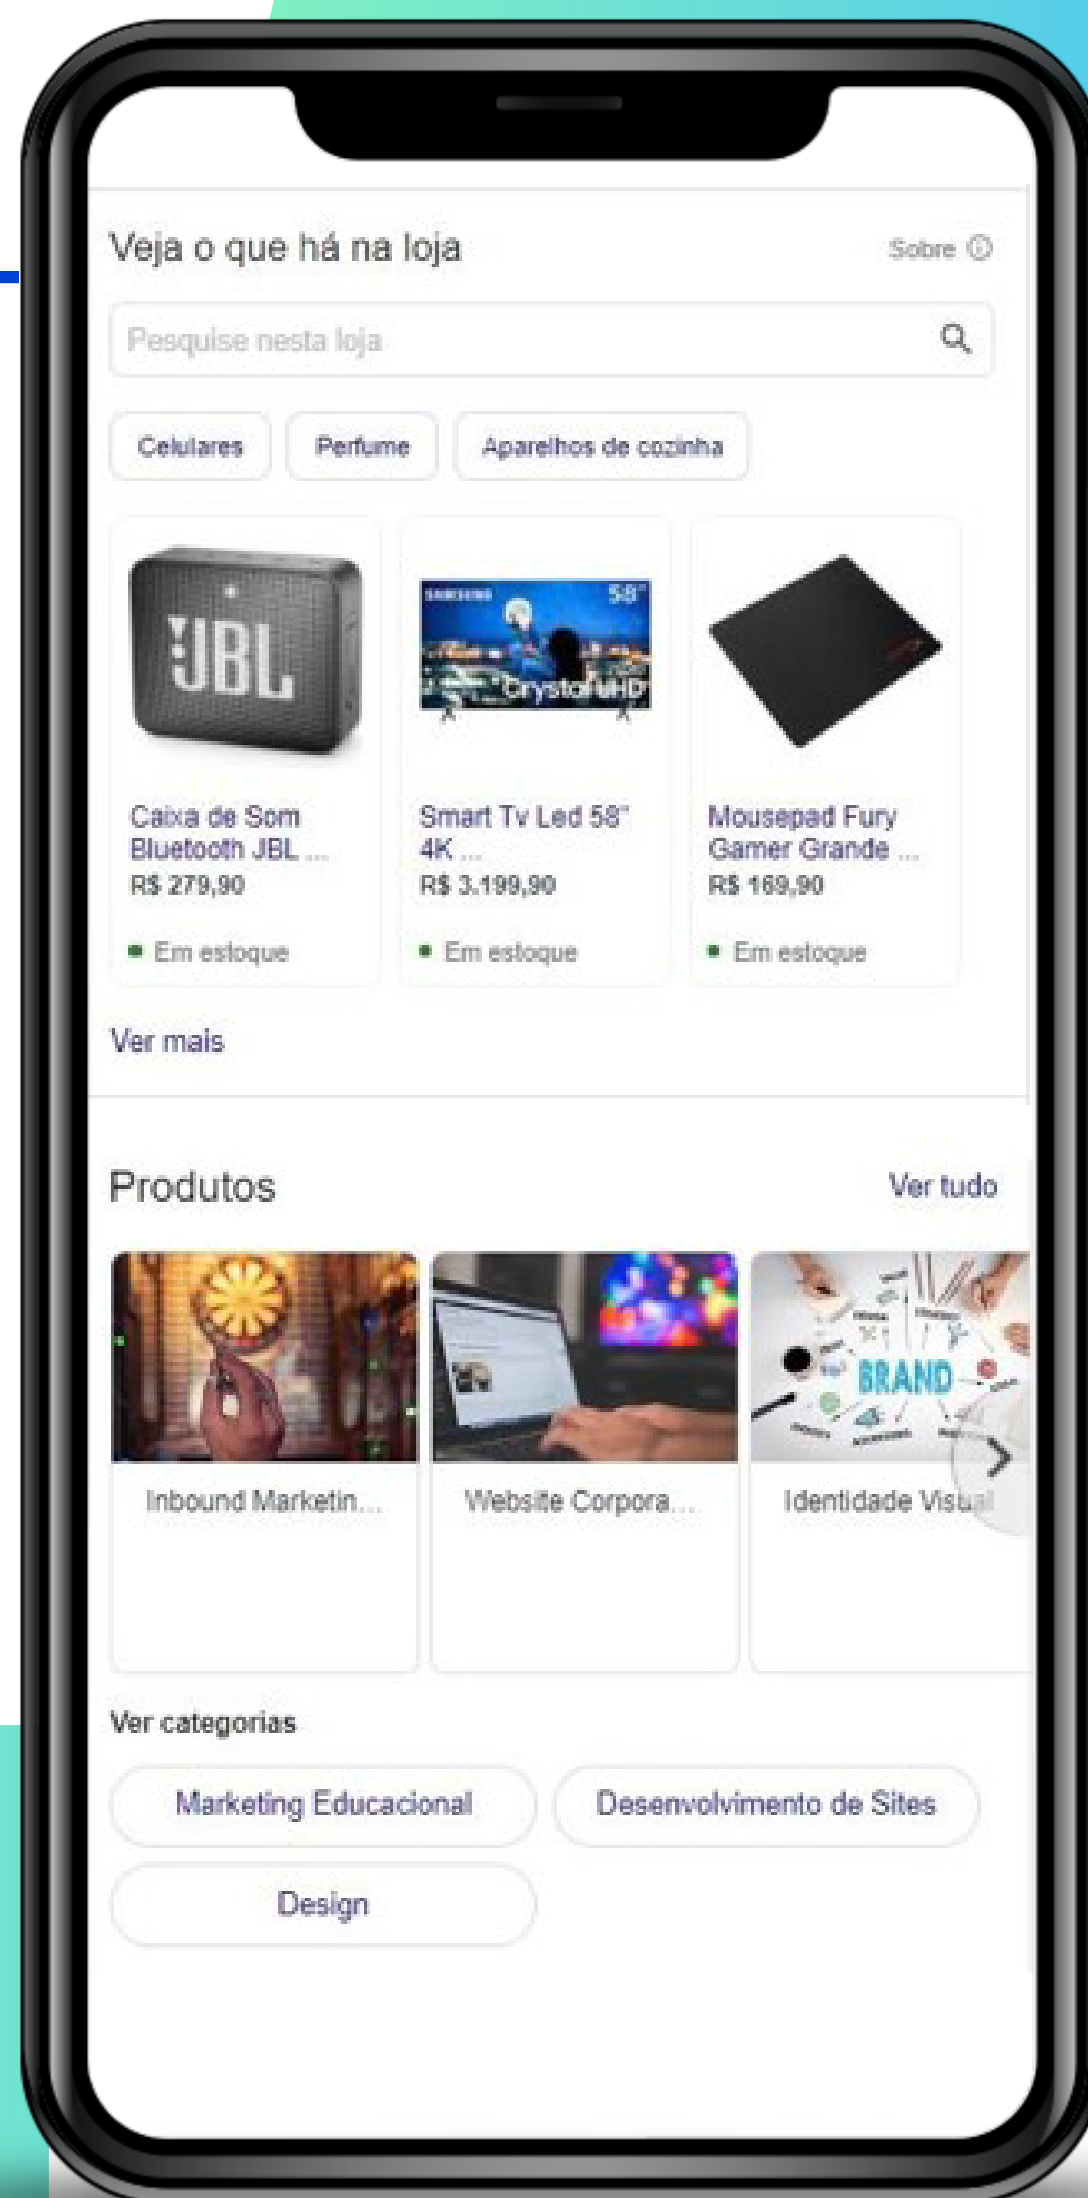 Veja o que há na loja
Sobre
Pesquise nesta loja
Celulares
Perfume
Aparelhos de cozinha
JBL
SAMSUNG
58"
Crystal UHD
Caixa de Som
Bluetooth JBL ...
R$ 279,90
Em estoque
Smart Tv Led 58"
4K ...
R$ 3.199,90
Em estoque
Mousepad Fury
Gamer Grande ...
R$ 169,90
Em estoque
Ver mais
Produtos
Ver tudo
BRAND
Inbound Marketin...
Website Corpora...
Identidade Visual
Ver categorias
Marketing Educacional
Desenvolvimento de Sites
Design